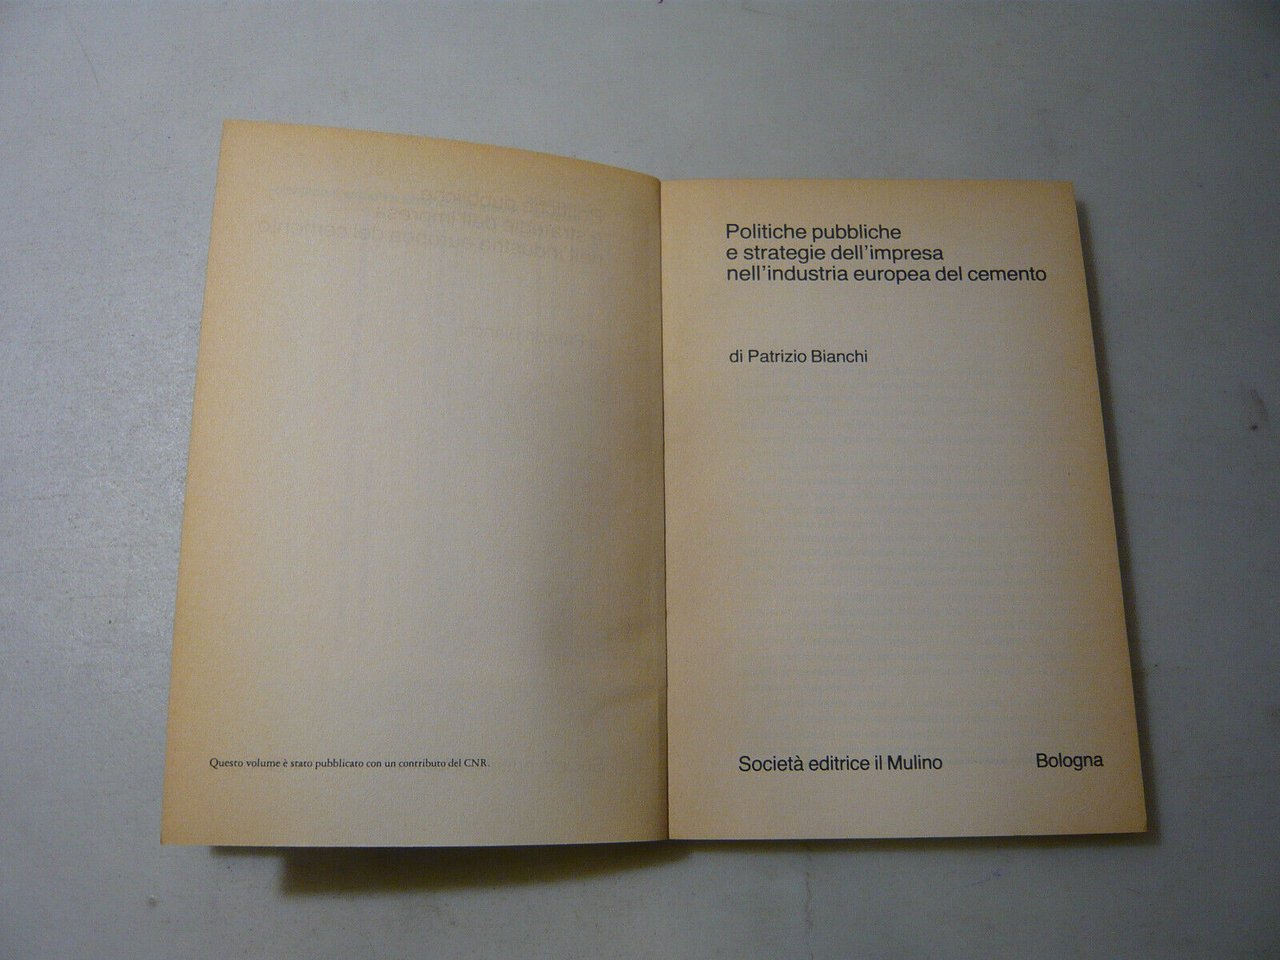 Questo volume è stato pubblicato con un contributo del CNR.
Politiche pubbliche
e strategie dell'impresa
nell'industria europea del cemento
di Patrizio Bianchi
Società editrice il Mulino Bologna